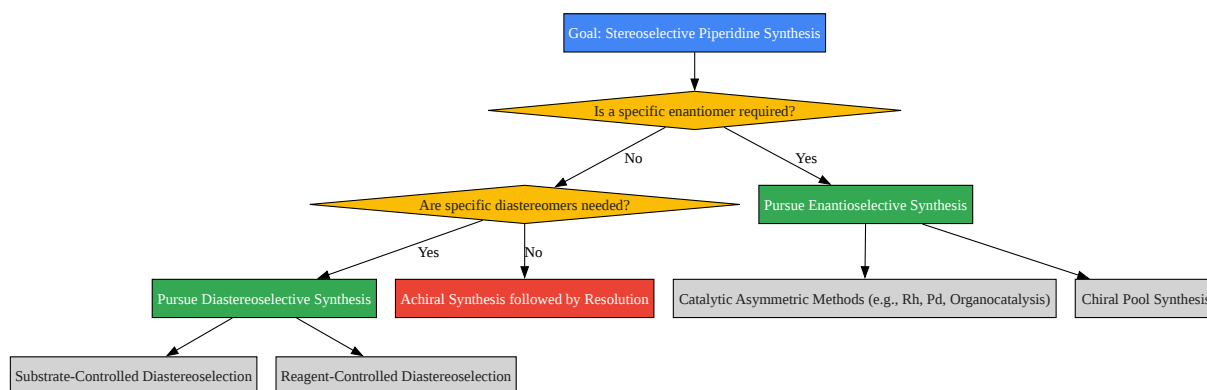 Goal: Stereoselective Piperidine Synthesis
Is a specific enantiomer required?
No
Yes
Are specific diastereomers needed?
Pursue Enantioselective Synthesis
Yes
No
Pursue Diastereoselective Synthesis
Achiral Synthesis followed by Resolution
Catalytic Asymmetric Methods (e.g., Rh, Pd, Organocatalysis)
Chiral Pool Synthesis
Substrate-Controlled Diastereoselection
Reagent-Controlled Diastereoselection